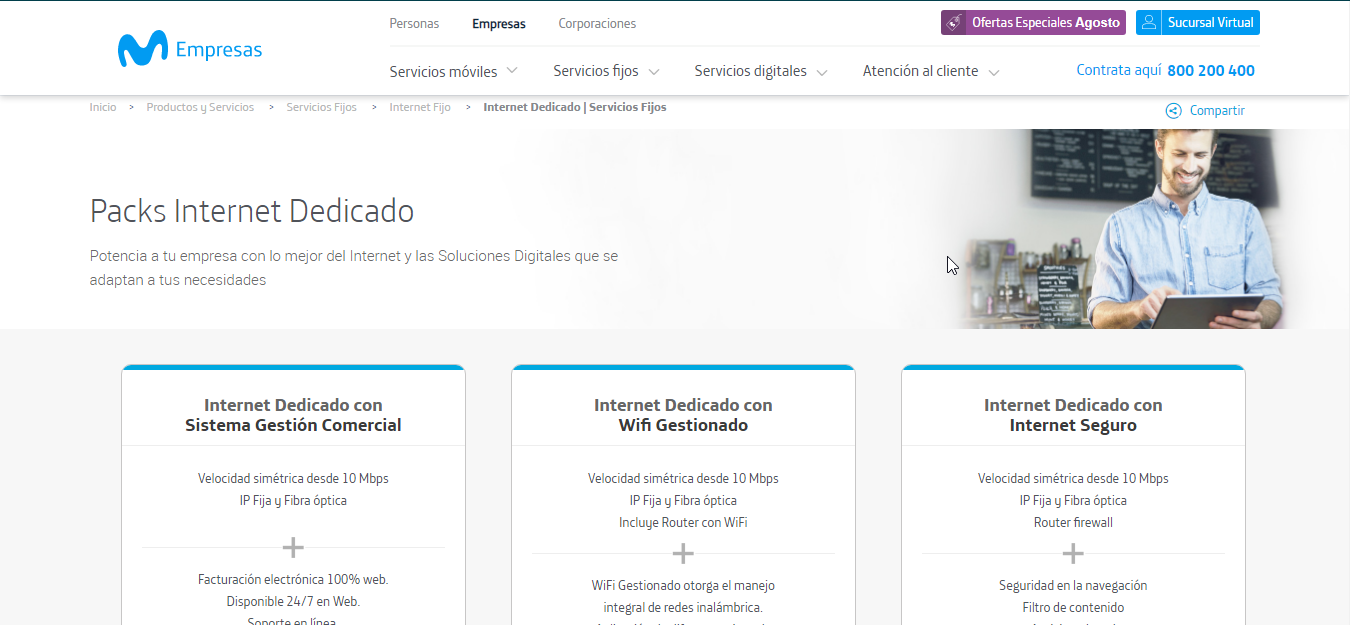 Personas
Empresas
Corporaciones
Ofertas Especiales Agosto
Sucursal Virtual
Empresas
Servicios móviles
Servicios fijos
Servicios digitales
Atención al cliente
Contrata aquí 800 200 400
Inicio > Productos y Servicios > Servicios Fijos > Internet Fijo > Internet Dedicado | Servicios Fijos
Compartir
Packs Internet Dedicado
Potencia a tu empresa con lo mejor del Internet y las Soluciones Digitales que se
adaptan a tus necesidades
Internet Dedicado con
Sistema Gestión Comercial
Velocidad simétrica desde 10 Mbps
IP Fija y Fibra óptica
+
Facturación electrónica 100% web.
Disponible 24/7 en Web.
Soporte en línea
Internet Dedicado con
Wifi Gestionado
Velocidad simétrica desde 10 Mbps
IP Fija y Fibra óptica
Incluye Router con WiFi
+
WiFi Gestionado otorga el manejo
integral de redes inalámbrica.
Internet Dedicado con
Internet Seguro
Velocidad simétrica desde 10 Mbps
IP Fija y Fibra óptica
Router firewall
+
Seguridad en la navegación
Filtro de contenido